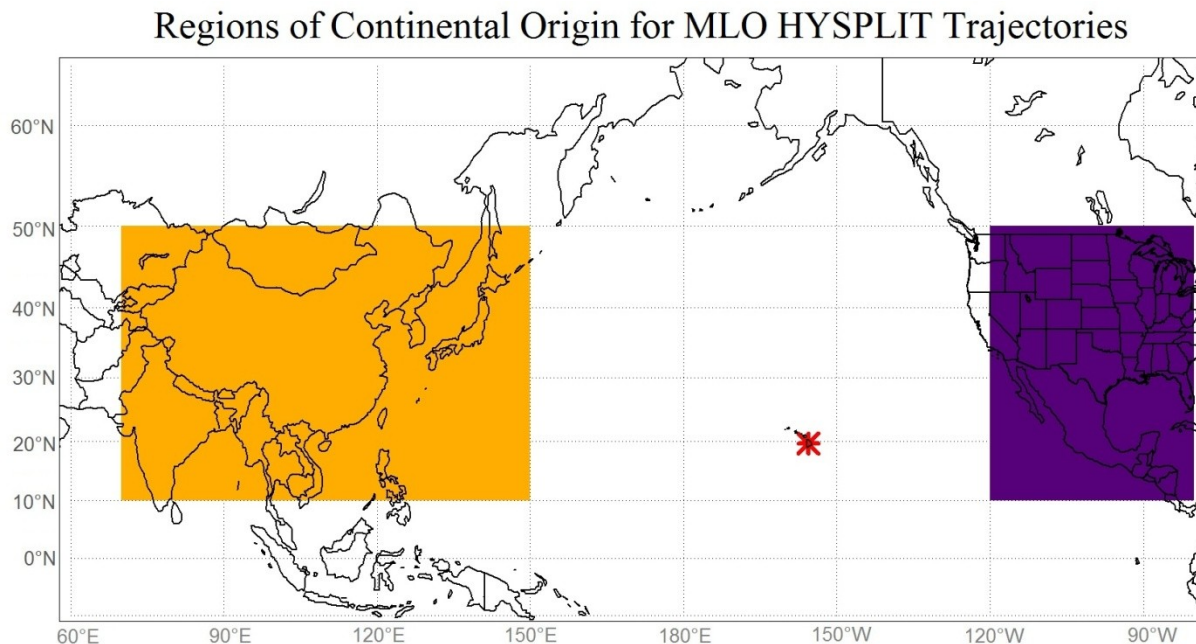 Regions of Continental Origin for MLO HYSPLIT Trajectories
60°N
50°N
40°N
30°N
20°N
10°N
0°N
60°E
90°E
120°E
150°E
180°E
150°W
120°W
90°W